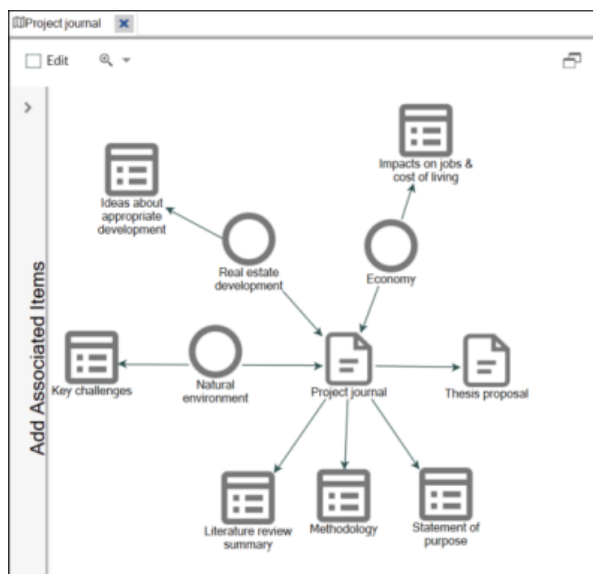 Project journal
Edit
Add Associated Items
Impacts on jobs &
cost of living
Ideas about
appropriate
development
Real estate
development
Economy
Key challenges
Natural
environment
Project journal
Thesis proposal
Literature review
summary
Methodology
Statement of
purpose